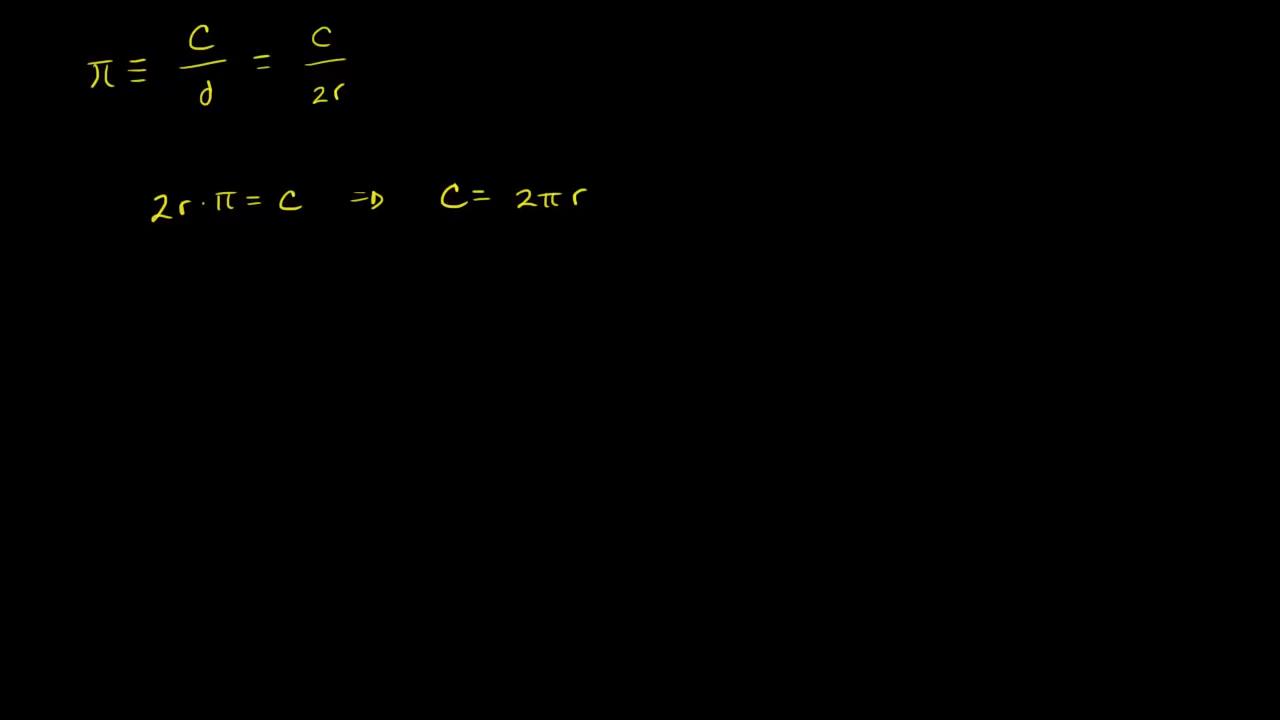 π ≡ C/d = C/2r
2r · π = C ⇒ C = 2πr